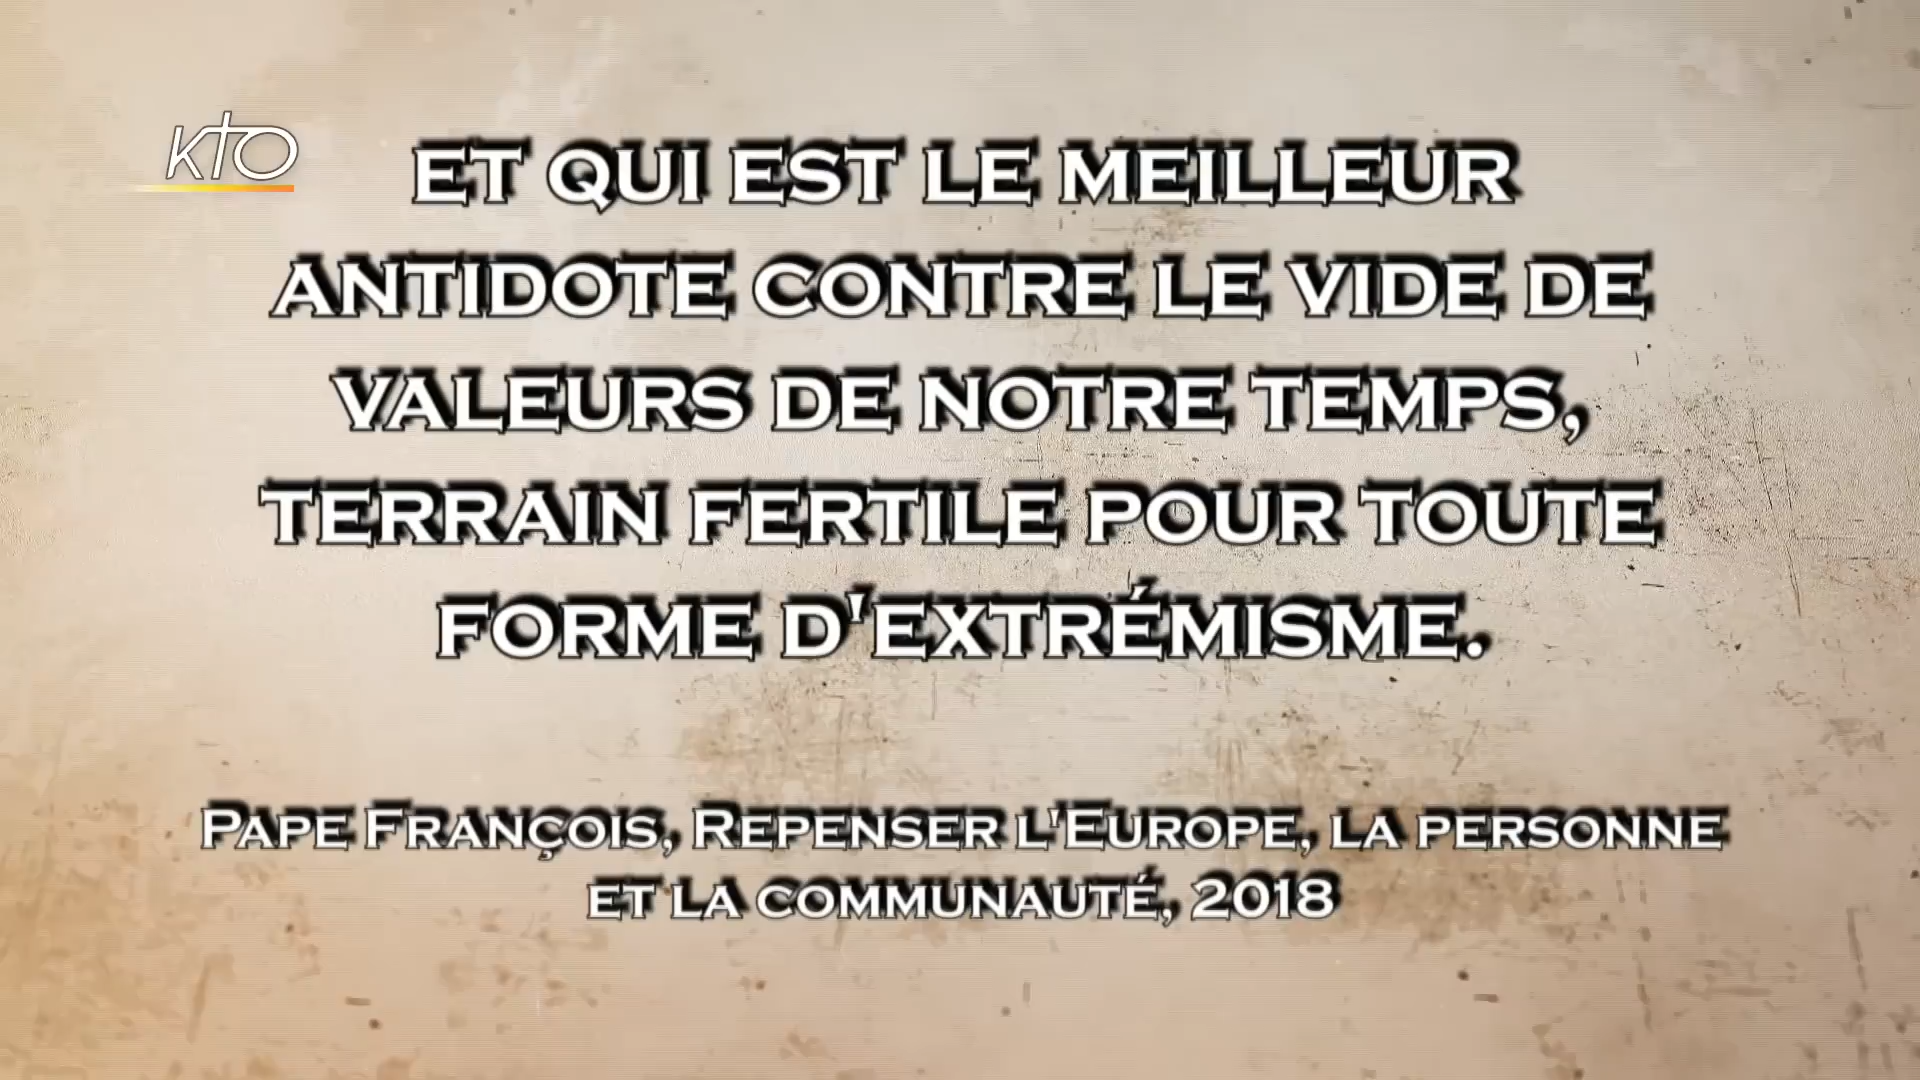 KTO
ET QUI EST LE MEILLEUR
ANTIDOTE CONTRE LE VIDE DE
VALEURS DE NOTRE TEMPS,
TERRAIN FERTILE POUR TOUTE
FORME D'EXTRÉMISME.
PAPE FRANÇOIS, REPENSER L'EUROPE, LA PERSONNE
ET LA COMMUNAUTÉ, 2018